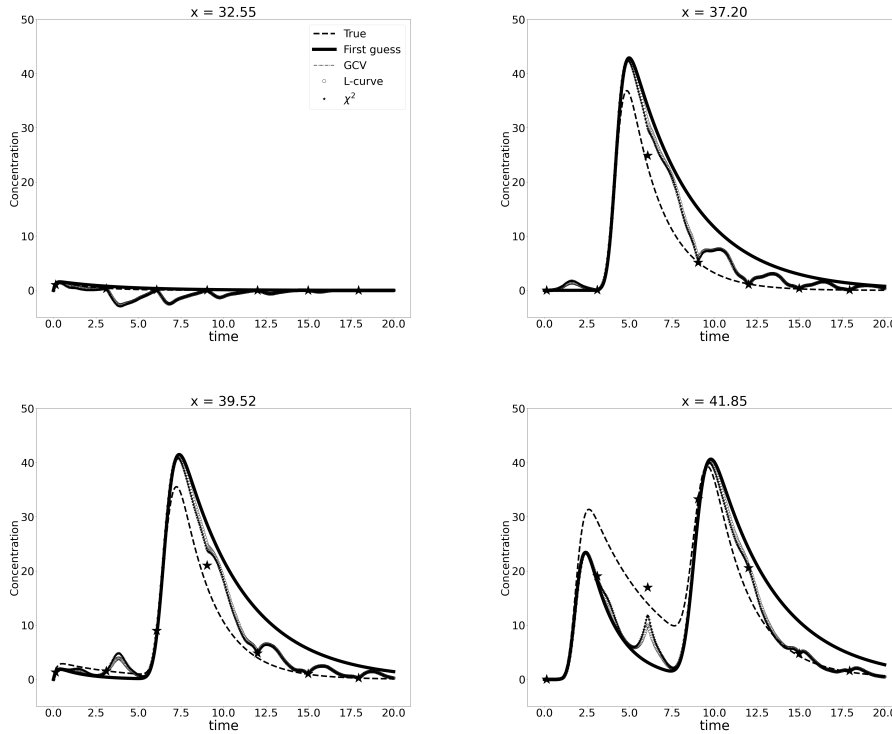 x = 32.55
50
40
30
20
10
0
Concentration
0.0 2.5 5.0 7.5 10.0 12.5 15.0 17.5 20.0
time
True
First guess
GCV
L-curve
χ²
x = 37.20
50
40
30
20
10
0
Concentration
0.0 2.5 5.0 7.5 10.0 12.5 15.0 17.5 20.0
time
x = 39.52
50
40
30
20
10
0
Concentration
0.0 2.5 5.0 7.5 10.0 12.5 15.0 17.5 20.0
time
x = 41.85
50
40
30
20
10
0
Concentration
0.0 2.5 5.0 7.5 10.0 12.5 15.0 17.5 20.0
time